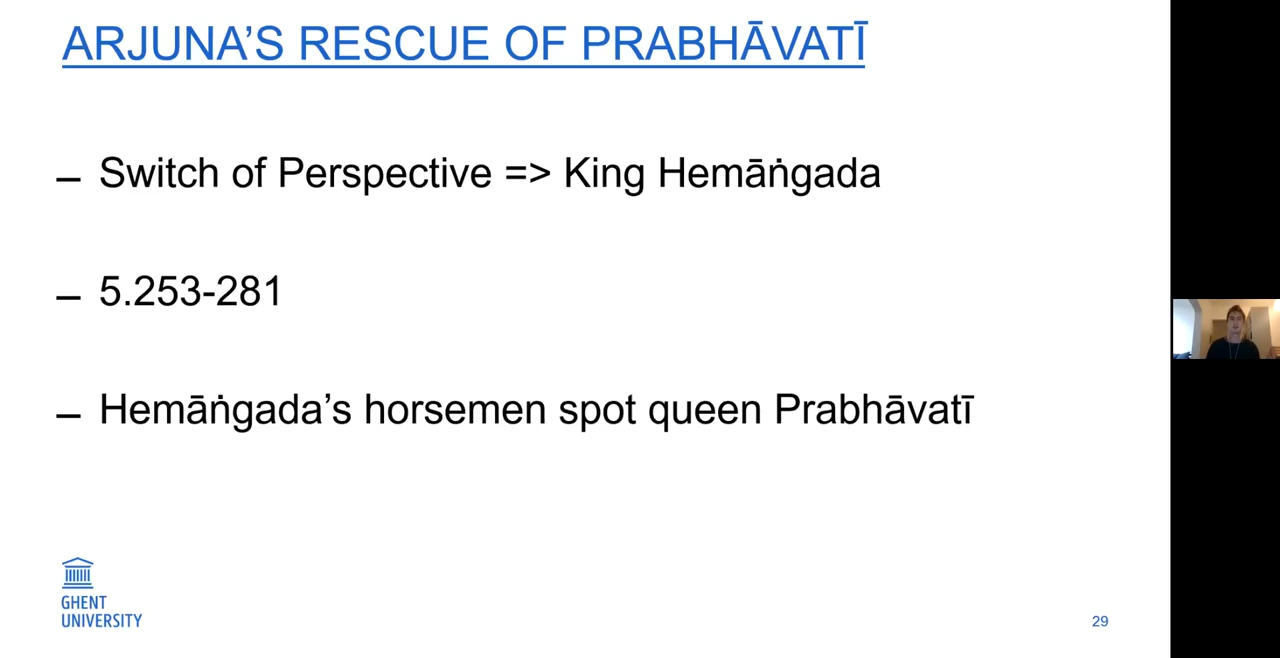 ARJUNA’S RESCUE OF PRABHĀVATĪ
– Switch of Perspective => King Hemāṅgada
– 5.253-281
– Hemāṅgada’s horsemen spot queen Prabhāvatī
GHENT
UNIVERSITY
29